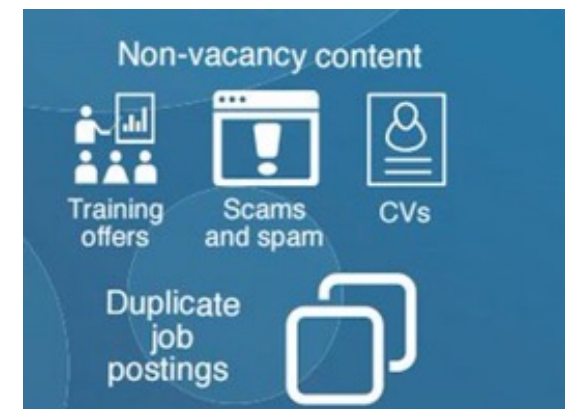 Non-vacancy content
Training
offers
Scams
and spam
CVs
Duplicate
job
postings